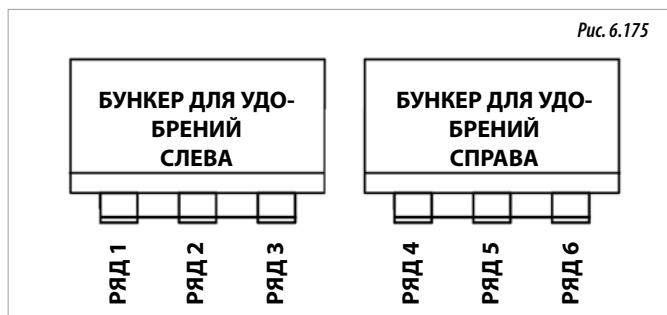 Рис. 6.175
БУНКЕР ДЛЯ УДО-
БРЕНИЙ
СЛЕВА
БУНКЕР ДЛЯ УДО-
БРЕНИЙ
СПРАВА
РЯД 1
РЯД 2
РЯД 3
РЯД 4
РЯД 5
РЯД 6